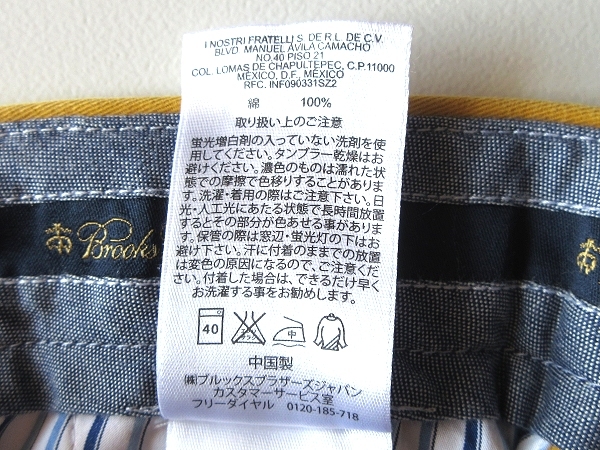 I NOSTRI FRATELLI S. DE R.L. DE C.V.
BLVD. MANUEL ÁVILA CAMACHO
NO.40 PISO 21
COL. LOMAS DE CHAPULTEPEC, C.P.11000
MÉXICO, D.F., MÉXICO
RFC. INF090331SZ2
綿 100%
取り扱い上のご注意
蛍光増白剤の入っていない洗剤を使
用してください。タンブラー乾燥はお
避けください。濃色のものは濡れた状
態での摩擦で色移りすることがありま
す。洗濯・着用の際はご注意下さい。日
光・人工光にあたる状態で長時間放置
するとその部分が色あせる事がありま
す。保管の際は窓辺・蛍光灯の下はお
避け下さい。汗に付着のままでの放置
は変色の原因になるので、ご注意くだ
さい。付着した場合は、できるだけ早く
お洗濯する事をお勧めします。
40 中
中国製
(株)ブルックスブラザーズジャパン
カスタマーサービス室
フリーダイヤル 0120-185-718
Brooks
B